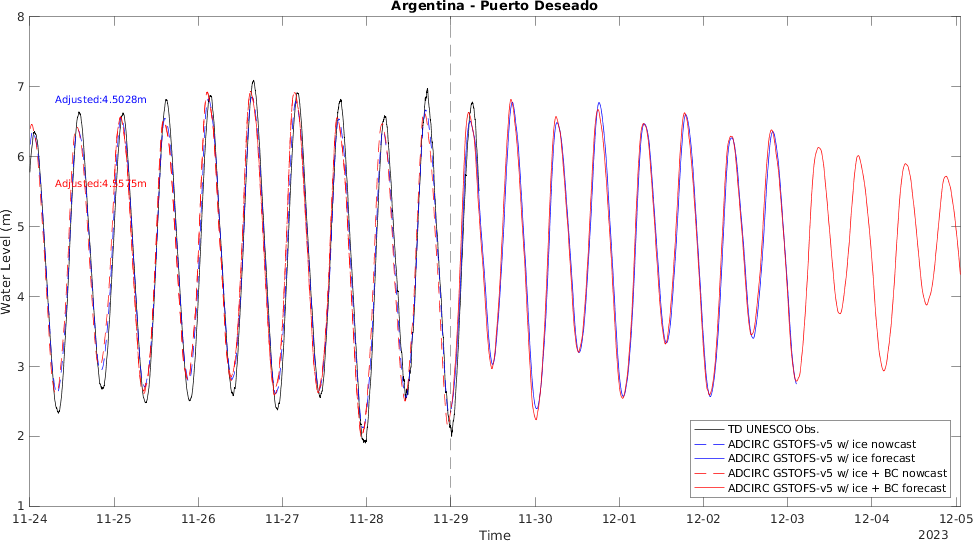 Argentina - Puerto Deseado
8
7
6
5
4
3
2
1
Water Level (m)
Adjusted:4.5028m
Adjusted:4.5575m
TD UNESCO Obs.
ADCIRC GSTOFS-v5 w/ ice nowcast
ADCIRC GSTOFS-v5 w/ ice forecast
ADCIRC GSTOFS-v5 w/ ice + BC nowcast
ADCIRC GSTOFS-v5 w/ ice + BC forecast
11-24 11-25 11-26 11-27 11-28 11-29 11-30 12-01 12-02 12-03 12-04 12-05
Time
2023